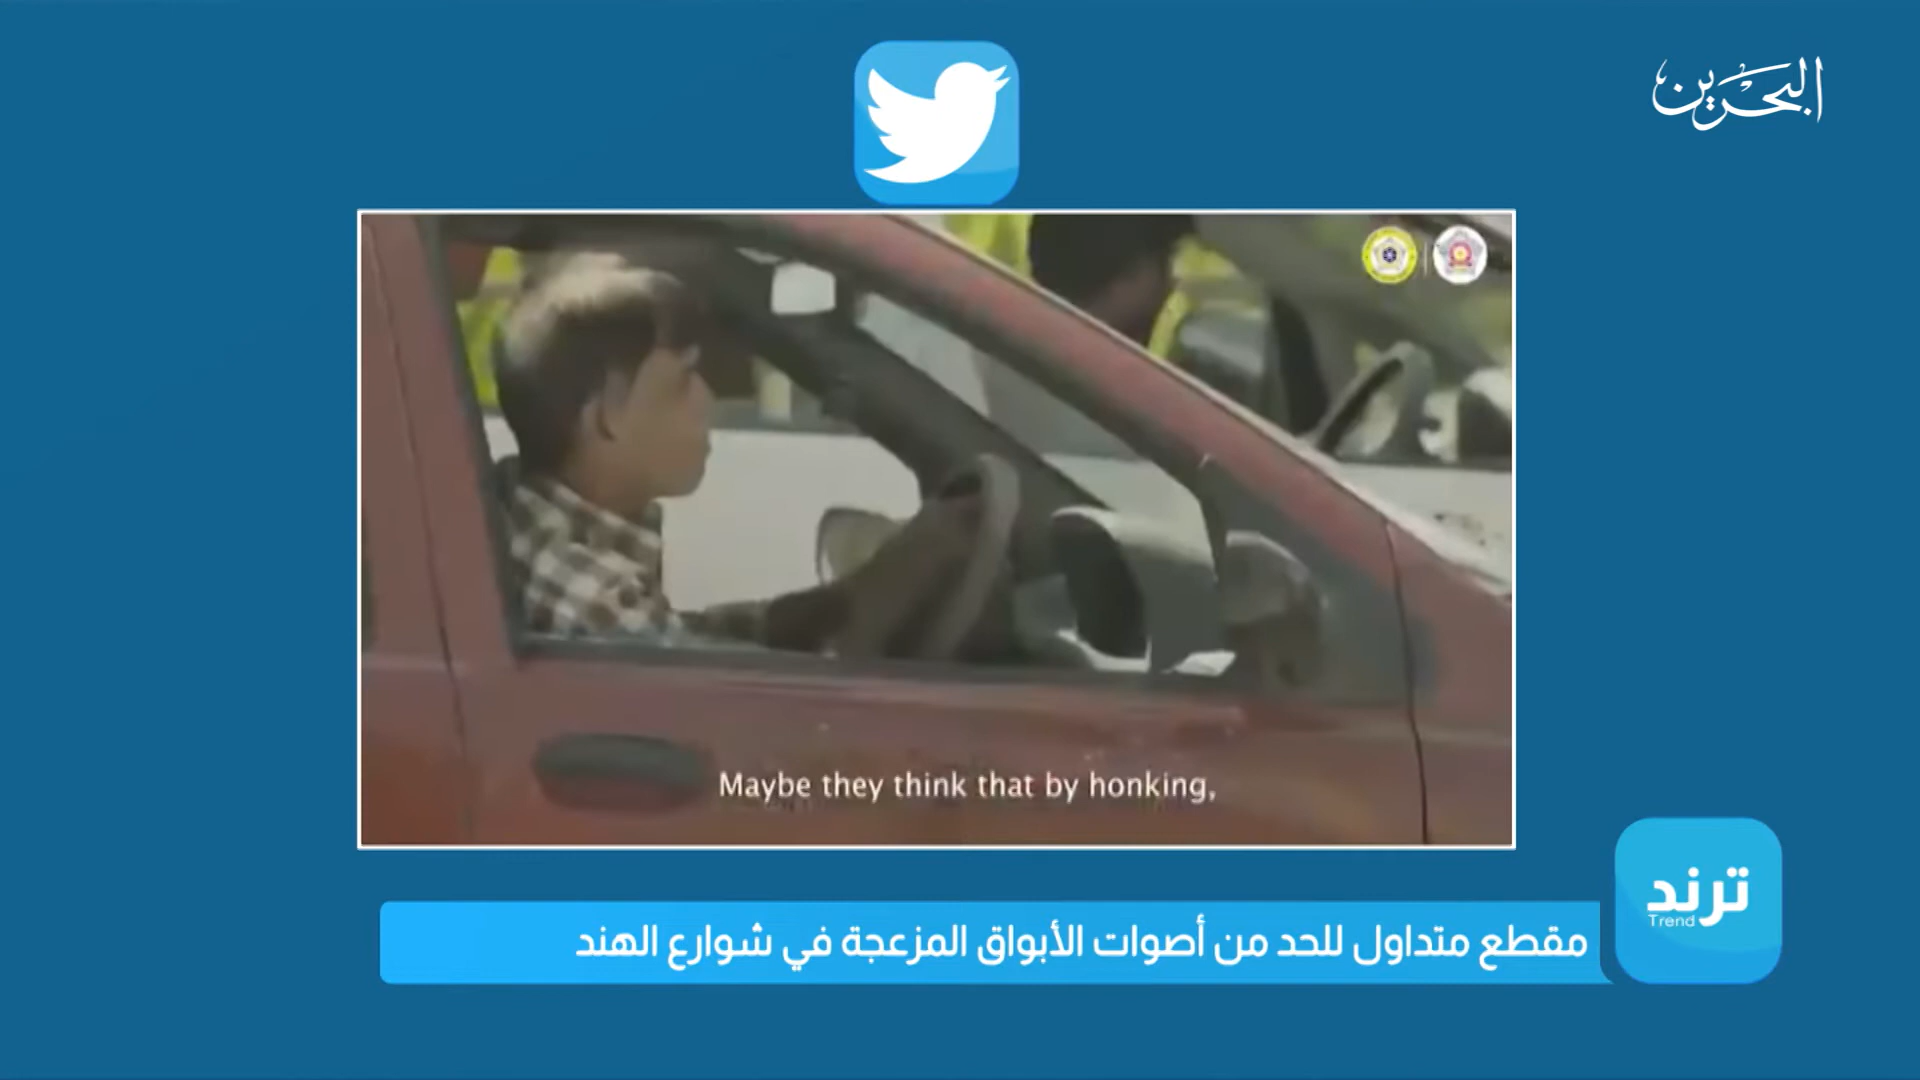 البحرين
Maybe they think that by honking,
ترند
Trend
مقطع متداول للحد من أصوات الأبواق المزعجة في شوارع الهند